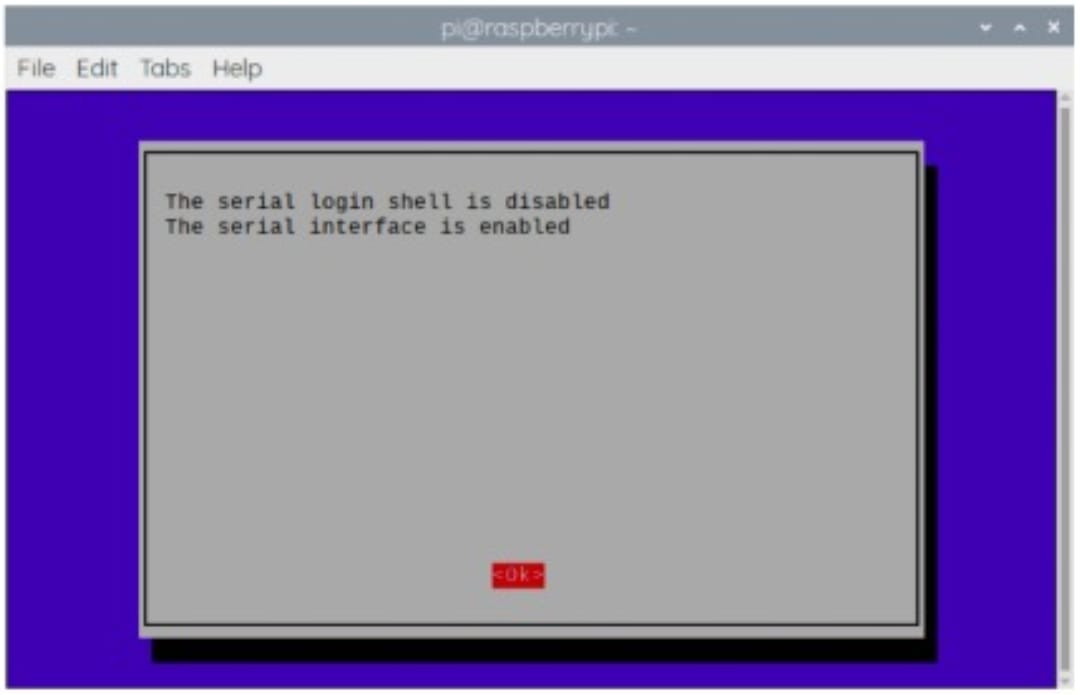 pi@raspberrypi: ~
File Edit Tabs Help
The serial login shell is disabled
The serial interface is enabled
<Ok>